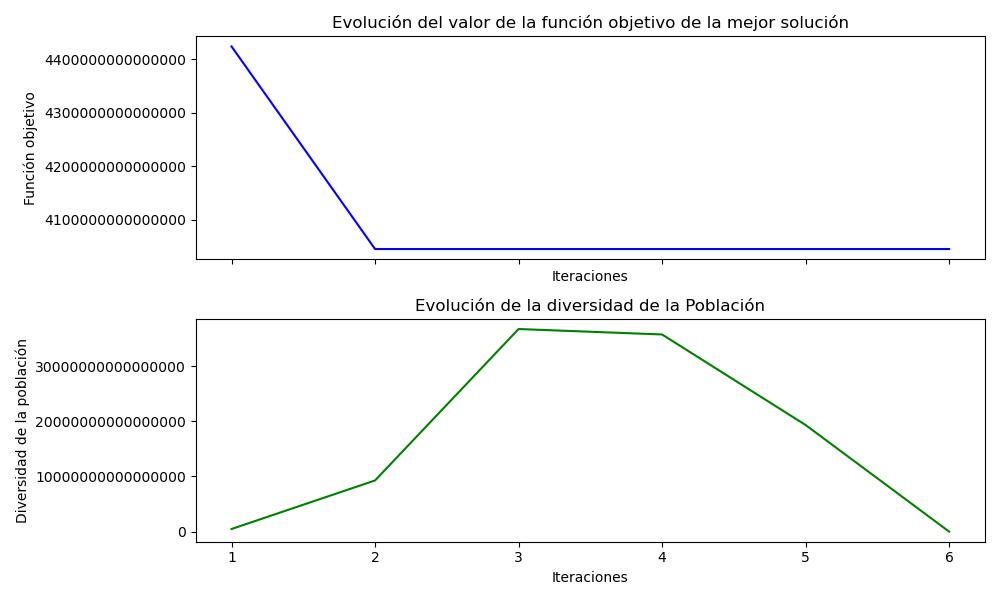 Evolución del valor de la función objetivo de la mejor solución
Función objetivo
4400000000000000
4300000000000000
4200000000000000
4100000000000000
Iteraciones
Evolución de la diversidad de la Población
Diversidad de la población
30000000000000000
20000000000000000
10000000000000000
0
1 2 3 4 5 6
Iteraciones